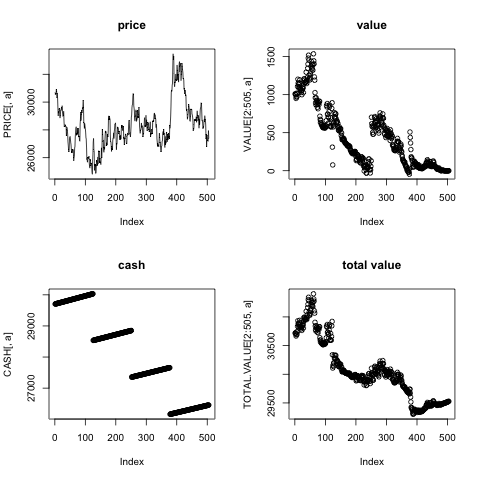 price
PRICE[, a]
26000 30000
0 100 200 300 400 500
Index
value
VALUE[2:505, a]
0 500 1000 1500
0 100 200 300 400 500
Index
cash
CASH[, a]
27000 29000
0 100 200 300 400 500
Index
total value
TOTAL.VALUE[2:505, a]
29500 30500
0 100 200 300 400 500
Index